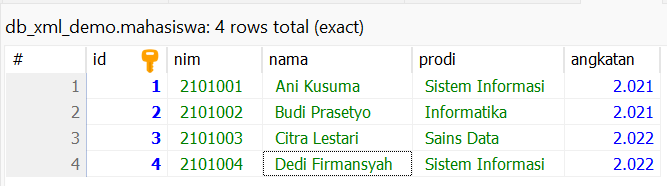 db_xml_demo.mahasiswa: 4 rows total (exact)
# id nim nama prodi angkatan
1 1 2101001 Ani Kusuma Sistem Informasi 2.021
2 2 2101002 Budi Prasetyo Informatika 2.021
3 3 2101003 Citra Lestari Sains Data 2.022
4 4 2101004 Dedi Firmansyah Sistem Informasi 2.022